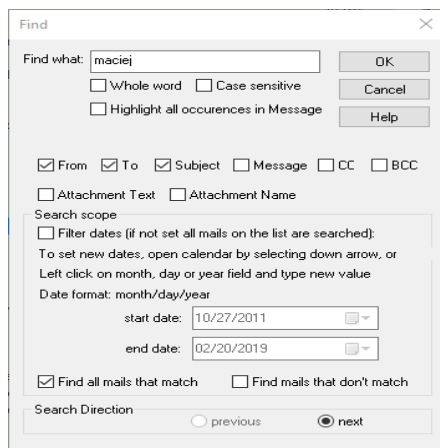 Find
Find what: maciej OK
Whole word Case sensitive Cancel
Highlight all occurences in Message Help
From To Subject Message CC BCC
Attachment Text Attachment Name
Search scope
Filter dates (if not set all mails on the list are searched):
To set new dates, open calendar by selecting down arrow, or
Left click on month, day or year field and type new value
Date format: month/day/year
start date: 10/27/2011
end date: 02/20/2019
Find all mails that match Find mails that don't match
Search Direction
previous next